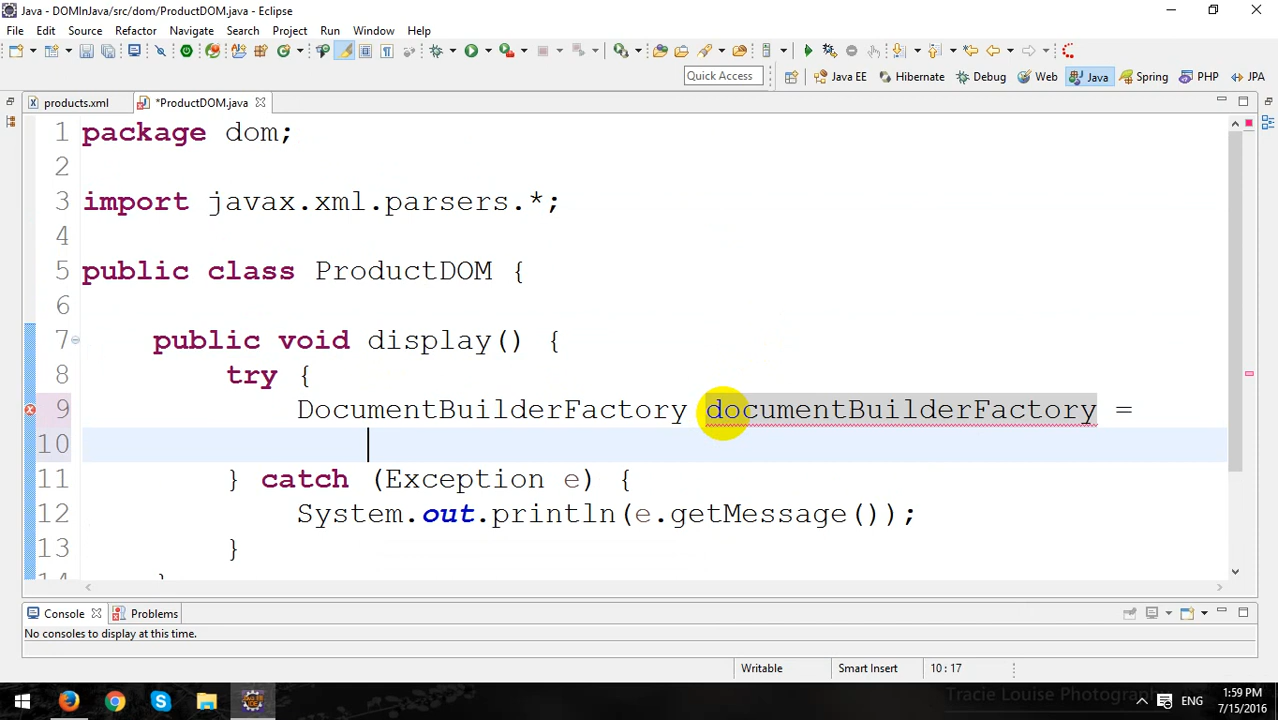 Java - DOMInJava/src/dom/ProductDOM.java - Eclipse
File Edit Source Refactor Navigate Search Project Run Window Help
Quick Access Java EE Hibernate Debug Web Java Spring PHP JPA
products.xml *ProductDOM.java
1 package dom;
2
3 import javax.xml.parsers.*;
4
5 public class ProductDOM {
6
7 public void display() {
8 try {
9 DocumentBuilderFactory documentBuilderFactory =
10
11 } catch (Exception e) {
12 System.out.println(e.getMessage());
13 }
Console Problems
No consoles to display at this time.
Writable Smart Insert 10 : 17
Tracie Louise Photography
ENG 1:59 PM
7/15/2016